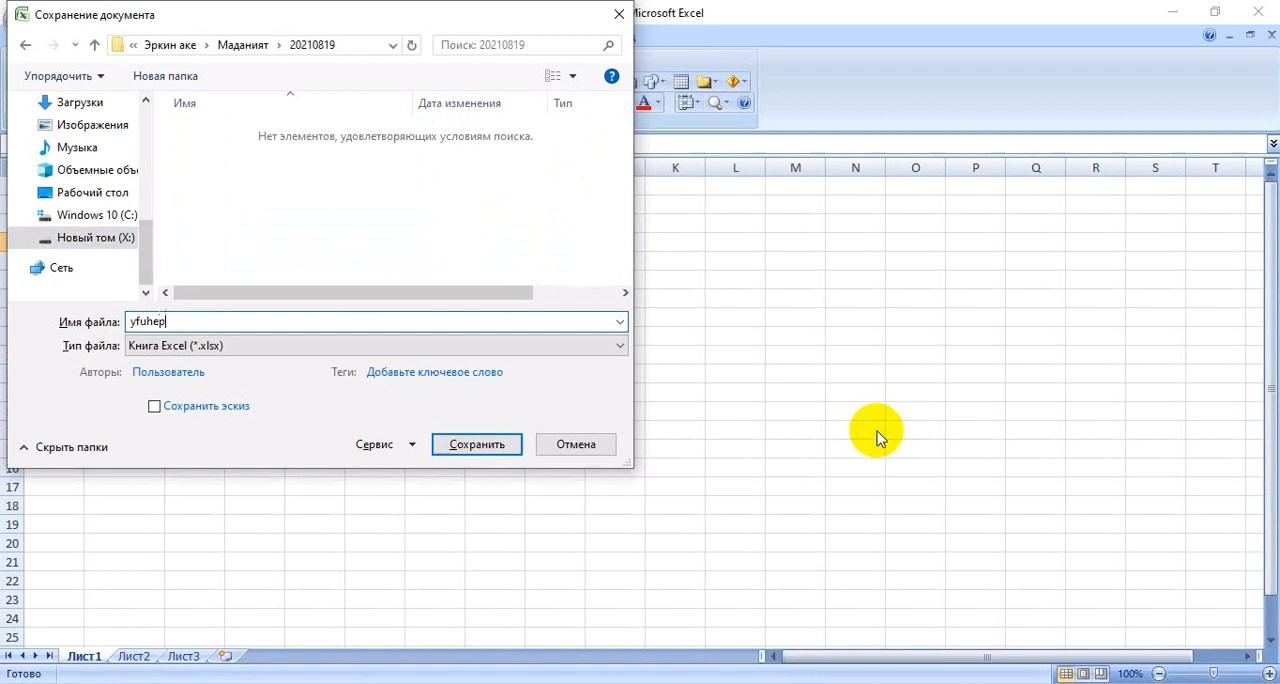 Сохранение документа
Microsoft Excel
« Эркин аке › Маданият › 20210819
Поиск: 20210819
Упорядочить
Новая папка
Имя
Дата изменения
Тип
Нет элементов, удовлетворяющих условиям поиска.
Загрузки
Изображения
Музыка
Объемные объе
Рабочий стол
Windows 10 (C:)
Новый том (X:)
Сеть
Имя файла: yfuhep
Тип файла: Книга Excel (*.xlsx)
Авторы: Пользователь
Теги: Добавьте ключевое слово
Сохранить эскиз
Скрыть папки
Сервис
Сохранить
Отмена
K L M N O P Q R S T
16
17
18
19
20
21
22
23
24
25
Лист1 Лист2 Лист3
Готово
100%